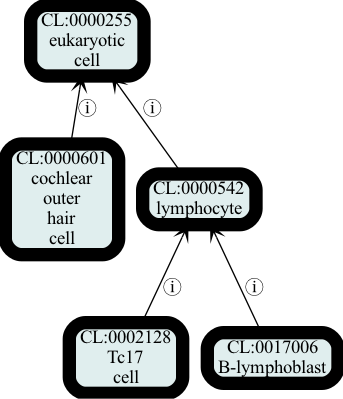 CL:0000255
eukaryotic
cell
ⓘ
ⓘ
CL:0000601
cochlear
outer
hair
cell
CL:0000542
lymphocyte
ⓘ
ⓘ
CL:0002128
Tc17
cell
CL:0017006
B-lymphoblast